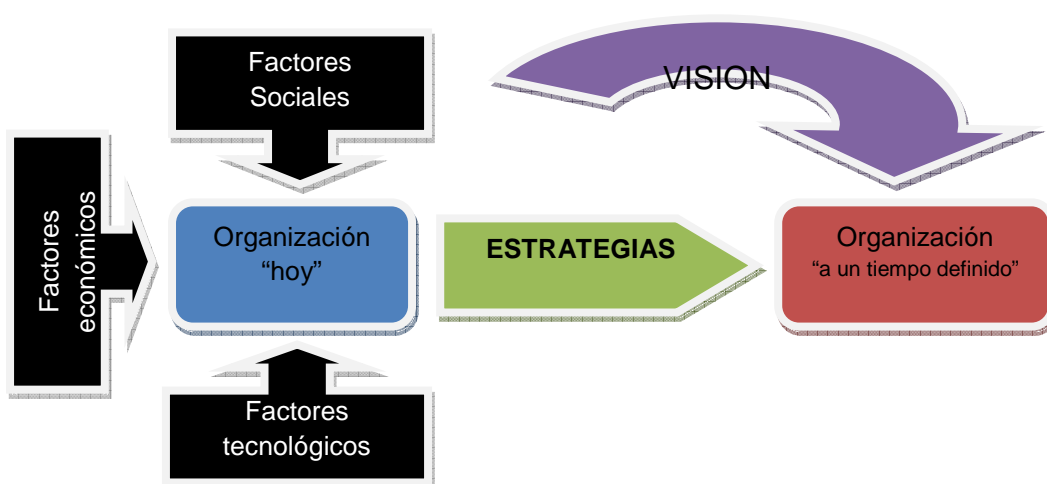 Factores
Sociales
VISION
Factores
económicos
Organización
“hoy”
ESTRATEGIAS
Organización
“a un tiempo definido”
Factores
tecnológicos